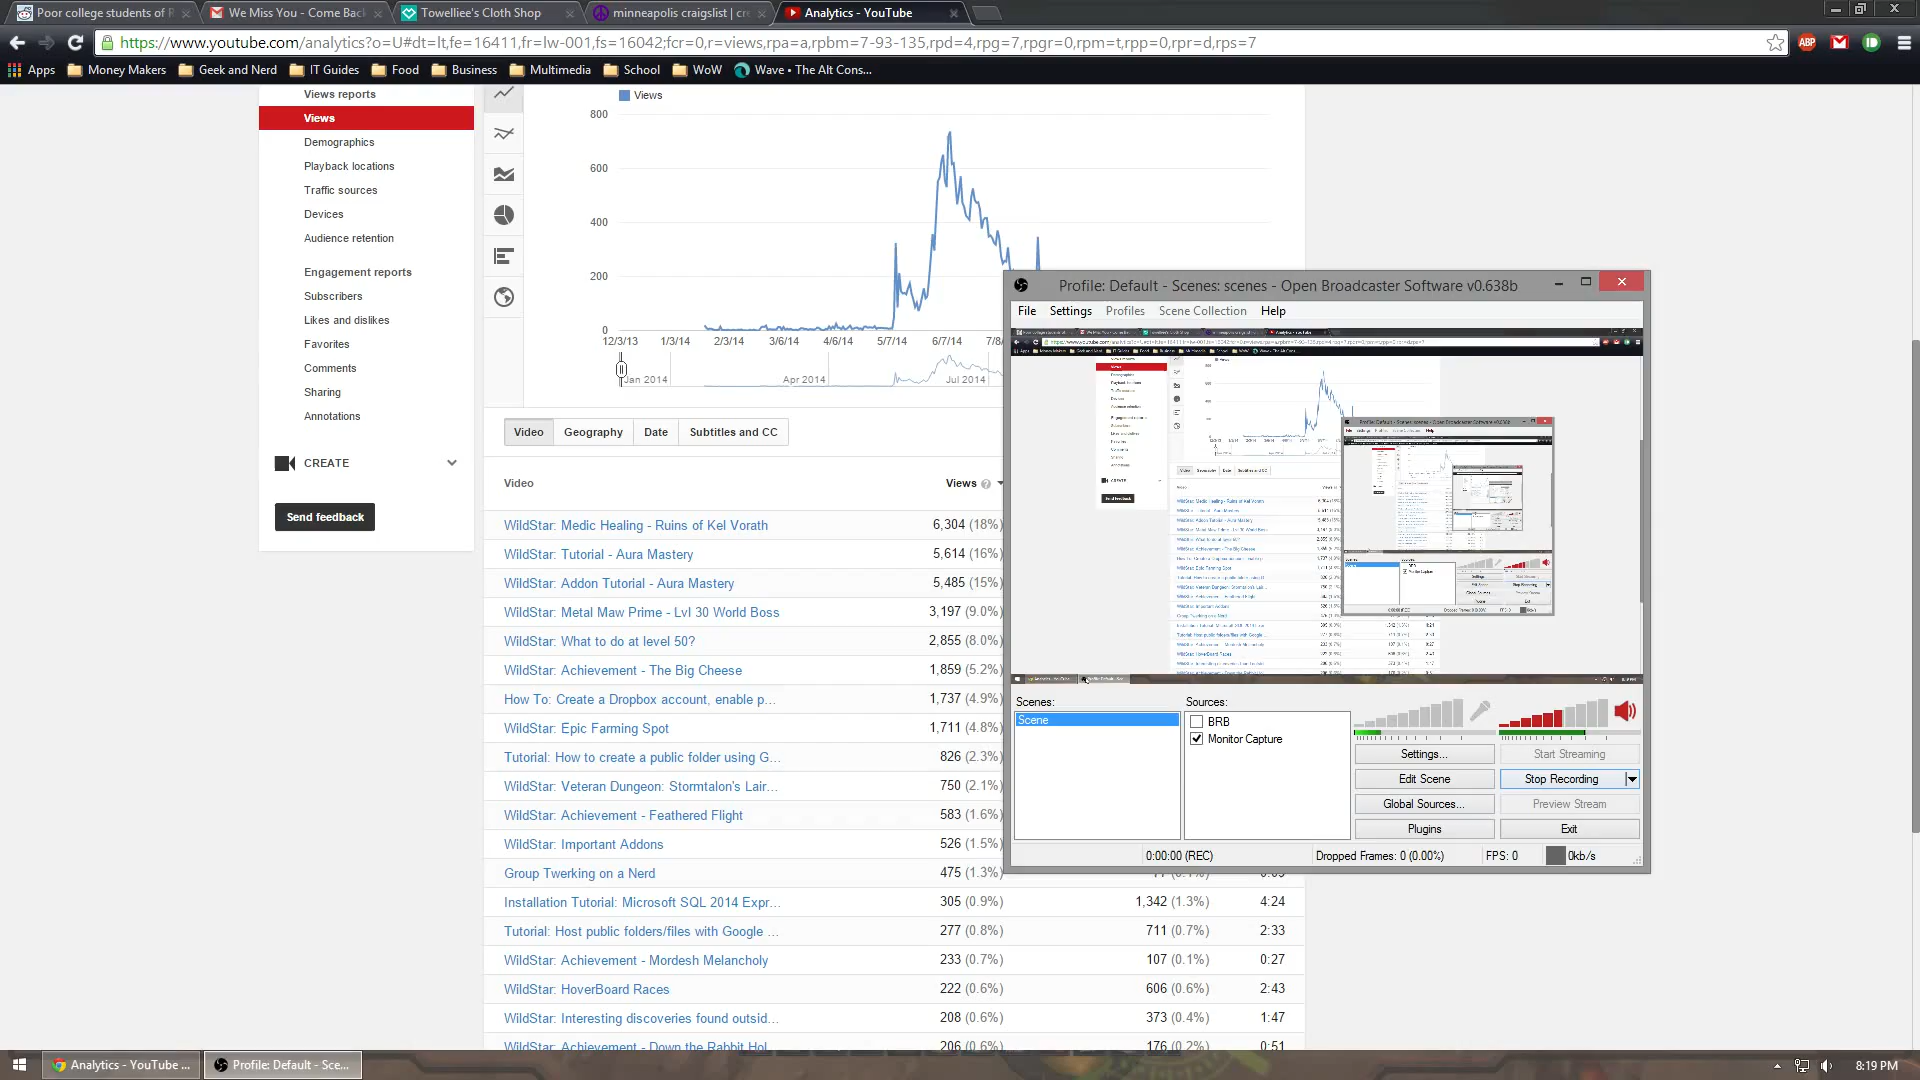 Poor college students of R
We Miss You - Come Back
Towelliee's Cloth Shop
minneapolis craigslist | cre
Analytics - YouTube
https://www.youtube.com/analytics?o=U#dt=lt,fe=16411,fr=lw-001,fs=16042;fcr=0,r=views,rpa=a,rpbm=7-93-135,rpd=4,rpg=7,rpgr=0,rpm=t,rpp=0,rpr=d,rps=7
ABP
Apps Money Makers Geek and Nerd IT Guides Food Business Multimedia School WoW Wave • The Alt Cons...
Views reports
Views
Demographics
Playback locations
Traffic sources
Devices
Audience retention
Engagement reports
Subscribers
Likes and dislikes
Favorites
Comments
Sharing
Annotations
CREATE
Send feedback
Views
800
600
400
200
0
12/3/13 1/3/14 2/3/14 3/6/14 4/6/14 5/7/14 6/7/14 7/8/
Jan 2014 Apr 2014 Jul 2014
Video Geography Date Subtitles and CC
Video Views
WildStar: Medic Healing - Ruins of Kel Vorath 6,304 (18%)
WildStar: Tutorial - Aura Mastery 5,614 (16%)
WildStar: Addon Tutorial - Aura Mastery 5,485 (15%)
WildStar: Metal Maw Prime - Lvl 30 World Boss 3,197 (9.0%)
WildStar: What to do at level 50? 2,855 (8.0%)
WildStar: Achievement - The Big Cheese 1,859 (5.2%)
How To: Create a Dropbox account, enable p... 1,737 (4.9%)
WildStar: Epic Farming Spot 1,711 (4.8%)
Tutorial: How to create a public folder using G... 826 (2.3%)
WildStar: Veteran Dungeon: Stormtalon's Lair... 750 (2.1%)
WildStar: Achievement - Feathered Flight 583 (1.6%)
WildStar: Important Addons 526 (1.5%)
Group Twerking on a Nerd 475 (1.3%)
Installation Tutorial: Microsoft SQL 2014 Expr... 305 (0.9%) 1,342 (1.3%) 4:24
Tutorial: Host public folders/files with Google ... 277 (0.8%) 711 (0.7%) 2:33
WildStar: Achievement - Mordesh Melancholy 233 (0.7%) 107 (0.1%) 0:27
WildStar: HoverBoard Races 222 (0.6%) 606 (0.6%) 2:43
WildStar: Interesting discoveries found outsid... 208 (0.6%) 373 (0.4%) 1:47
WildStar: Achievement - Down the Rabbit Hol... 206 (0.6%) 176 (0.2%) 0:51
Profile: Default - Scenes: scenes - Open Broadcaster Software v0.638b
File Settings Profiles Scene Collection Help
Scenes:
Scene
Sources:
BRB
Monitor Capture
Settings... Start Streaming
Edit Scene Stop Recording
Global Sources... Preview Stream
Plugins Exit
0:00:00 (REC) Dropped Frames: 0 (0.00%) FPS: 0 0kb/s
Analytics - YouTube ...
Profile: Default - Sce...
8:19 PM